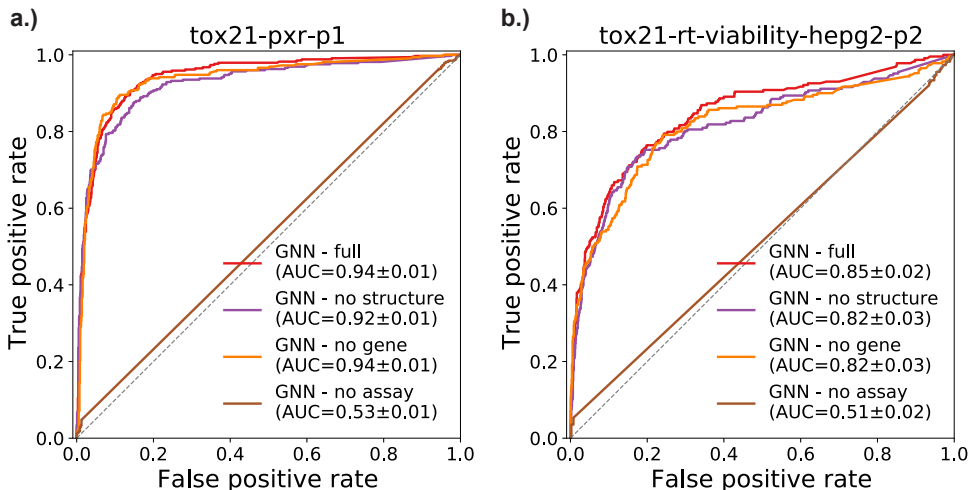 a.)
tox21-pxr-p1
True positive rate
1.0
0.8
0.6
0.4
0.2
0.0
GNN - full
(AUC=0.94±0.01)
GNN - no structure
(AUC=0.92±0.01)
GNN - no gene
(AUC=0.94±0.01)
GNN - no assay
(AUC=0.53±0.01)
0.0 0.2 0.4 0.6 0.8 1.0
False positive rate
b.)
tox21-rt-viability-hepg2-p2
True positive rate
1.0
0.8
0.6
0.4
0.2
0.0
GNN - full
(AUC=0.85±0.02)
GNN - no structure
(AUC=0.82±0.03)
GNN - no gene
(AUC=0.82±0.03)
GNN - no assay
(AUC=0.51±0.02)
0.0 0.2 0.4 0.6 0.8 1.0
False positive rate